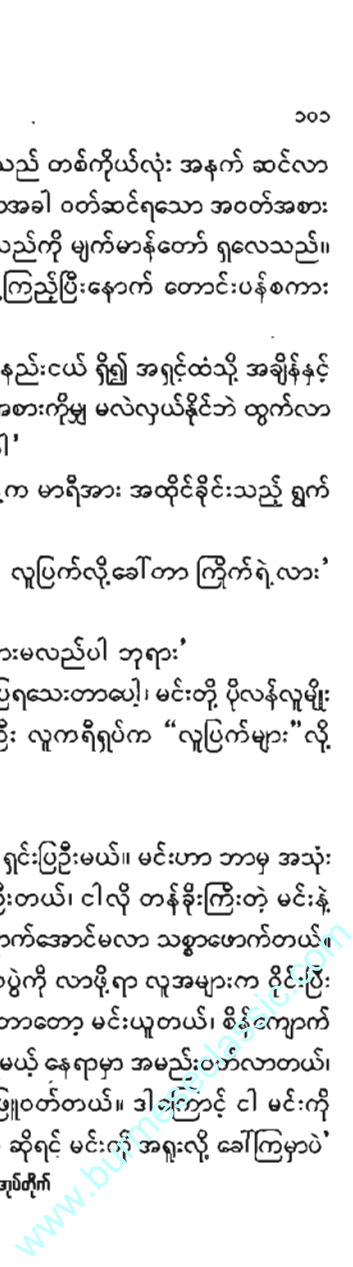 ၁၀၁
သည် တစ်ကိုယ်လုံး အနက် ဆင်လာ
အခါ ဝတ်ဆင်ရသော အဝတ်အစား
သည်ကို မျက်မာန်တော် ရှလေသည်။
ကြည့်ပြီးနောက် တောင်းပန်စကား
နည်းငယ် ရှိ၍ အရှင့်ထံသို့ အချိန်နှင့်
အစားကိုမျှ မလဲလှယ်နိုင်ဘဲ ထွက်လာ
ါ'
က မာရီအား အထိုင်ခိုင်းသည့် ရွက်
လူပြက်လို့ခေါ်တာ ကြိုက်ရဲ့လား'
းမလည်ပါ ဘုရား'
ပြရသေးတာပေါ့၊ မင်းတို့ ပိုလန်လူမျိုး
ကြီး လူကရီရှပ်က “လူပြက်များ”လို့
ရှင်းပြဦးမယ်။ မင်းဟာ ဘာမှ အသုံး
ဦးတယ်၊ ငါလို တန်ခိုးကြီးတဲ့ မင်းနဲ့
ောက်အောင်မလာ သစ္စာဖောက်တယ်။
ပွဲကို လာဖို့ရာ လူအများက ဝိုင်းပြီး
တာတော့ မင်းယူတယ်၊ စိန်ကျောက်
မယ့် နေရာမှာ အမည်းဝတ်လာတယ်၊
ဖြူဝတ်တယ်။ ဒါကြောင့် ငါ မင်းကို
ဆိုရင် မင်းကို အရူးလို့ ခေါ်ကြမှာပဲ'
အုပ်တိုက်
www.burmeseclassic.com